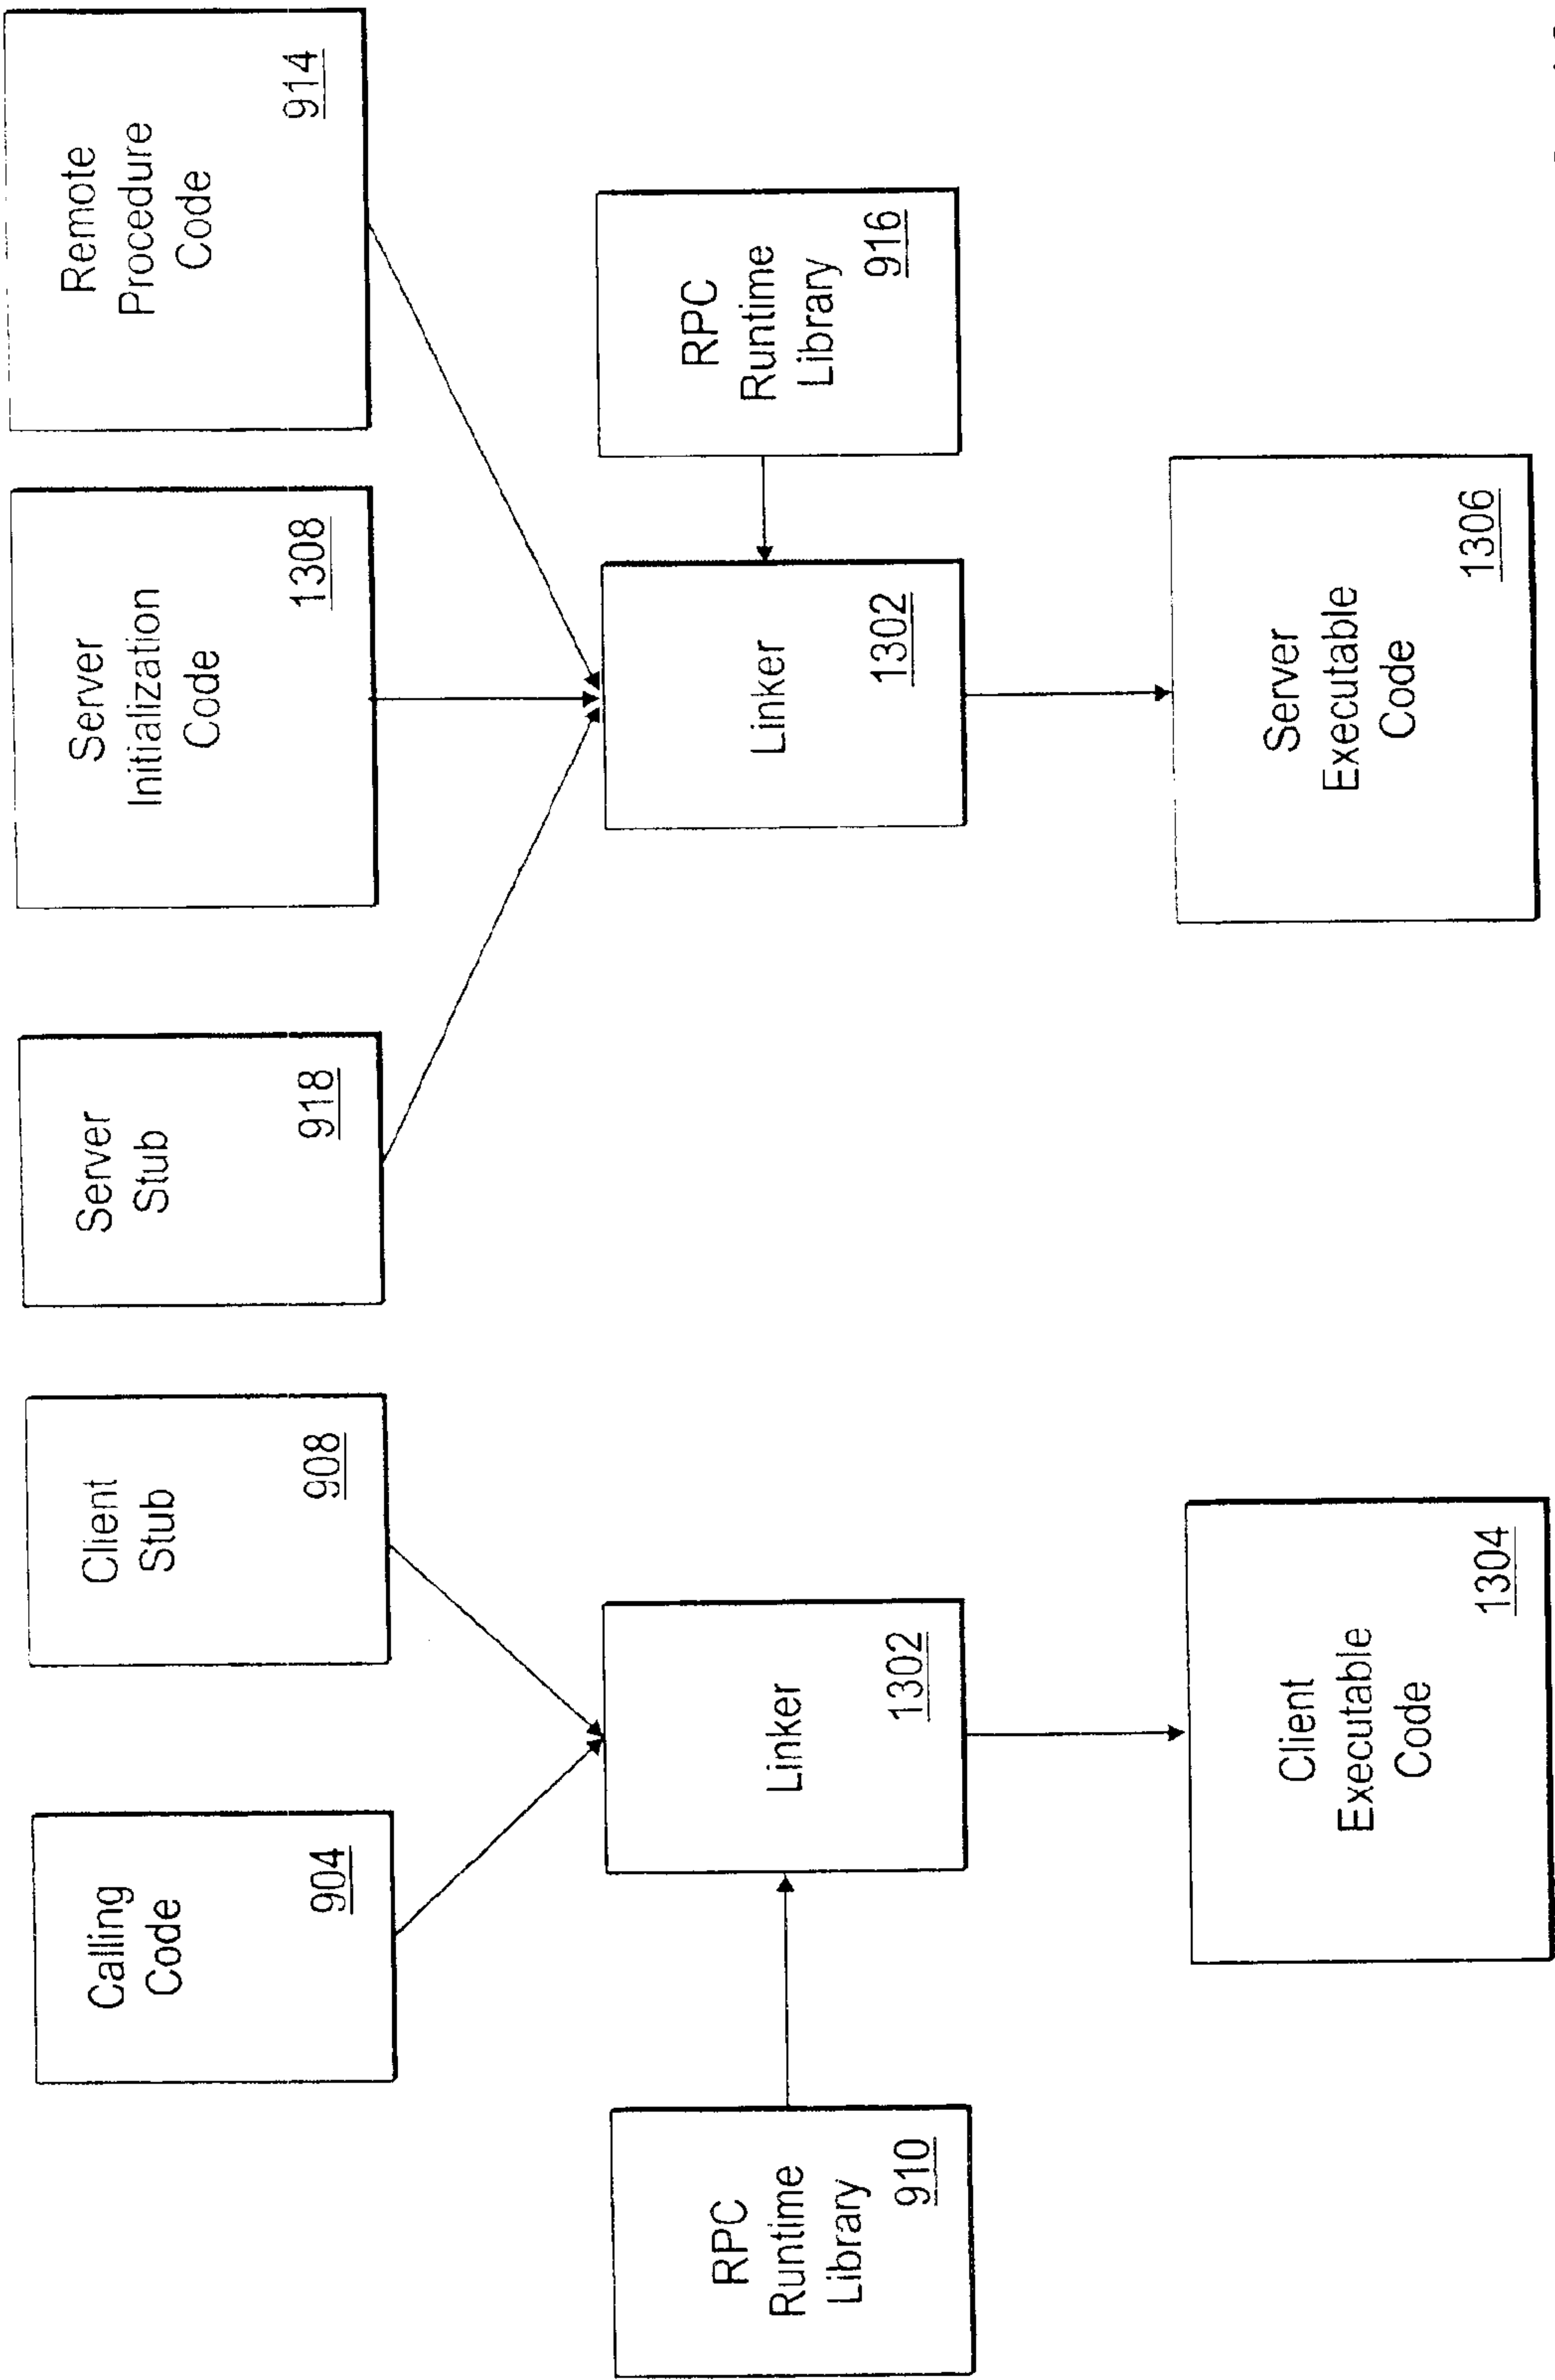 Calling
Code
904
Client
Stub
908
Server
Stub
918
Server
Initialization
Code
1308
Remote
Procedure
Code
914
RPC
Runtime
Library
910
Linker
1302
Linker
1302
RPC
Runtime
Library
916
Client
Executable
Code
1304
Server
Executable
Code
1306